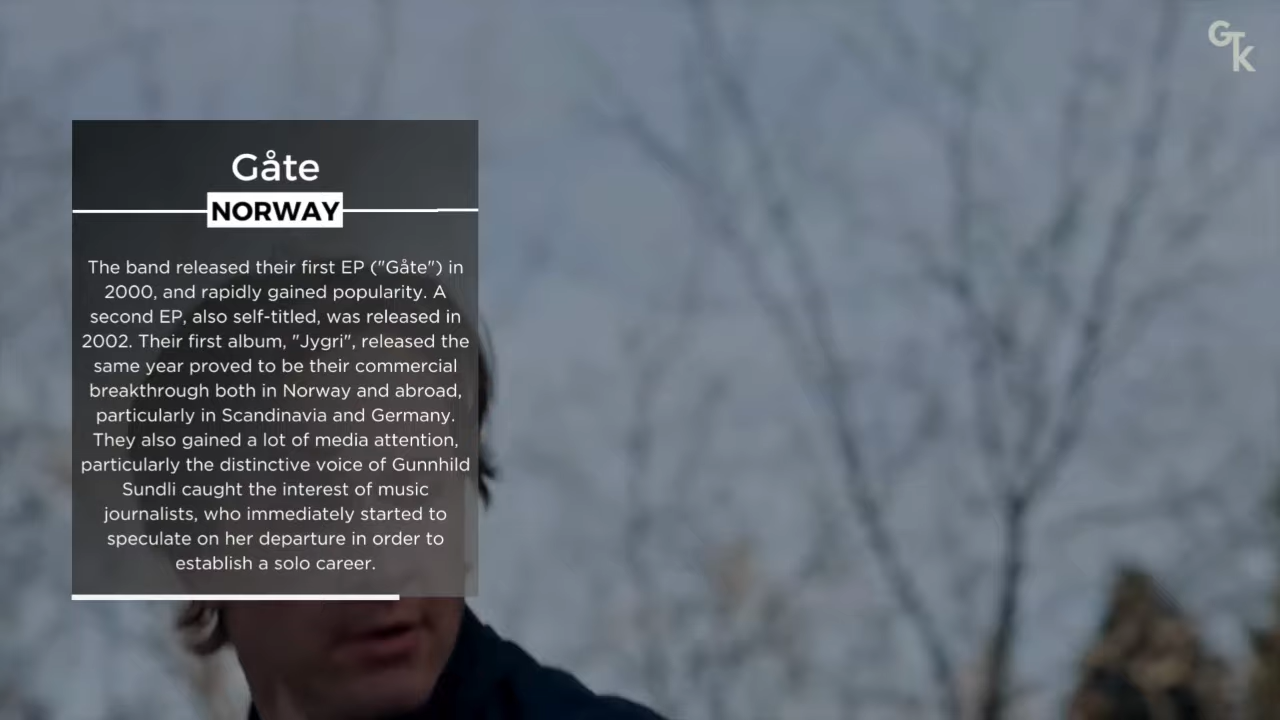 GTK
Gåte
NORWAY
The band released their first EP ("Gåte") in
2000, and rapidly gained popularity. A
second EP, also self-titled, was released in
2002. Their first album, "Jygri", released the
same year proved to be their commercial
breakthrough both in Norway and abroad,
particularly in Scandinavia and Germany.
They also gained a lot of media attention,
particularly the distinctive voice of Gunnhild
Sundli caught the interest of music
journalists, who immediately started to
speculate on her departure in order to
establish a solo career.